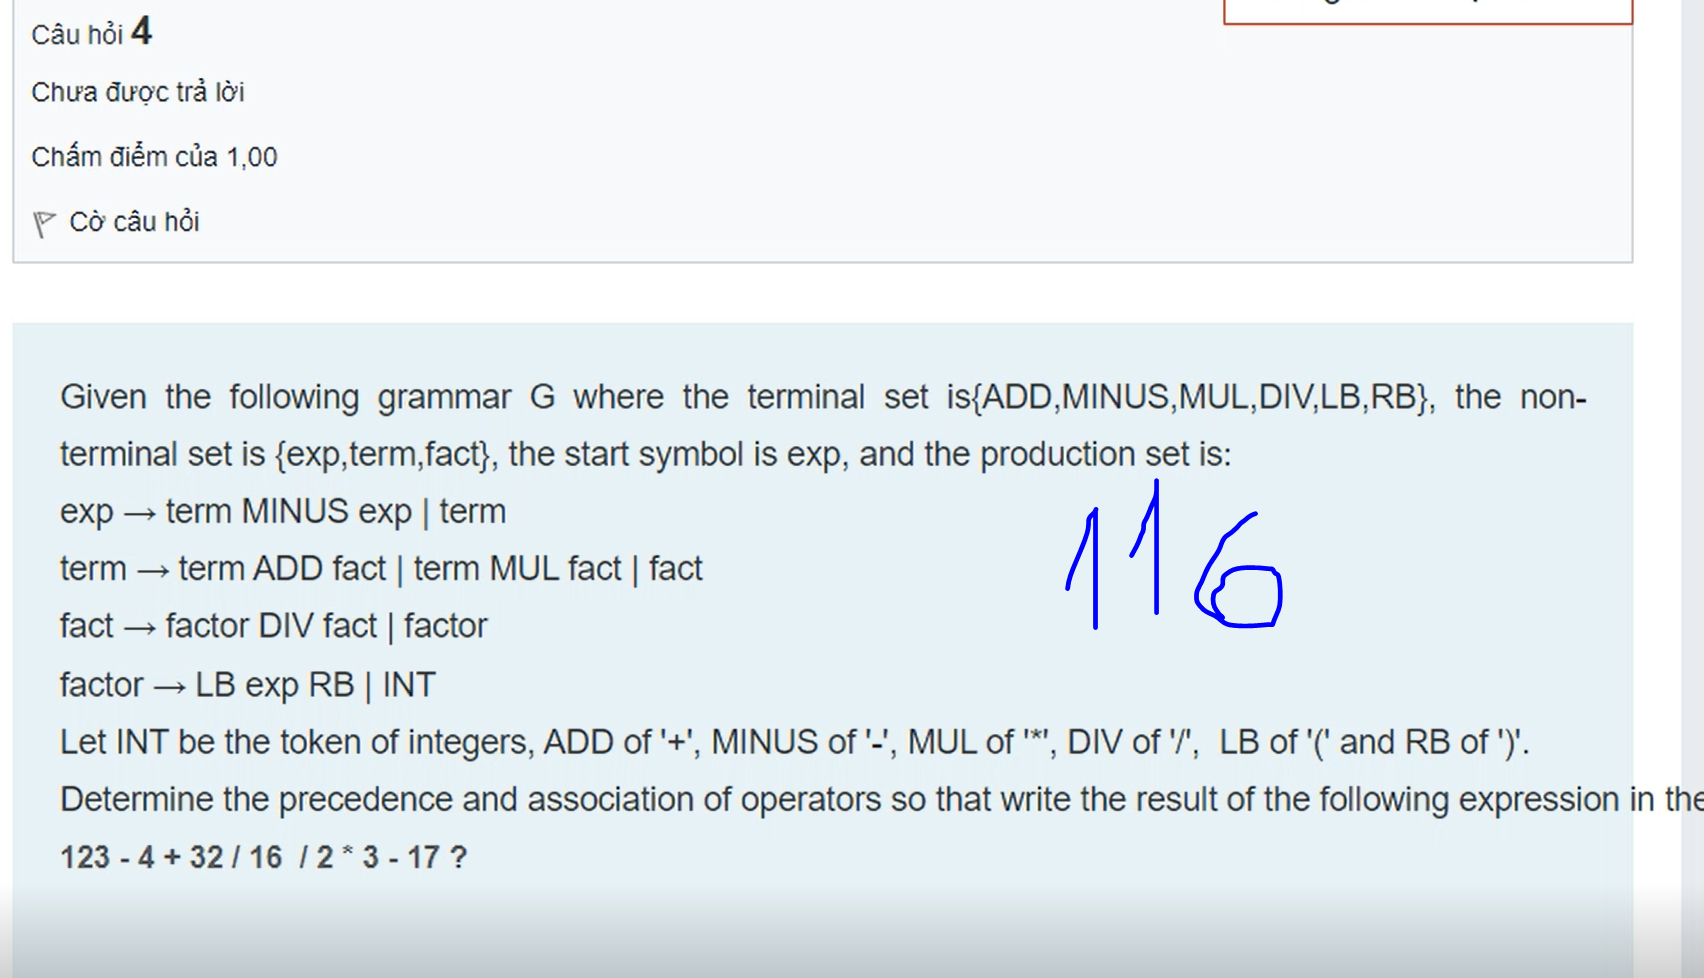 Câu hỏi 4
Chưa được trả lời
Chấm điểm của 1,00
Cờ câu hỏi
Given the following grammar G where the terminal set is{ADD,MINUS,MUL,DIV,LB,RB}, the non-
terminal set is {exp,term,fact}, the start symbol is exp, and the production set is:
exp → term MINUS exp | term
term → term ADD fact | term MUL fact | fact
fact → factor DIV fact | factor
factor → LB exp RB | INT
116
Let INT be the token of integers, ADD of '+', MINUS of '-', MUL of '*', DIV of '/', LB of '(' and RB of ')'.
Determine the precedence and association of operators so that write the result of the following expression in the
123 - 4 + 32 / 16 / 2 * 3 - 17 ?